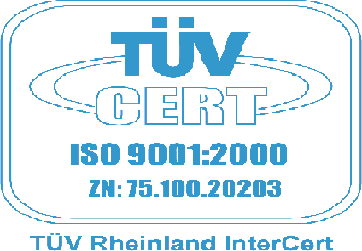 TÜV
CERT
ISO 9001:2000
ZN: 75.100.20203
TÜV Rheinland InterCert